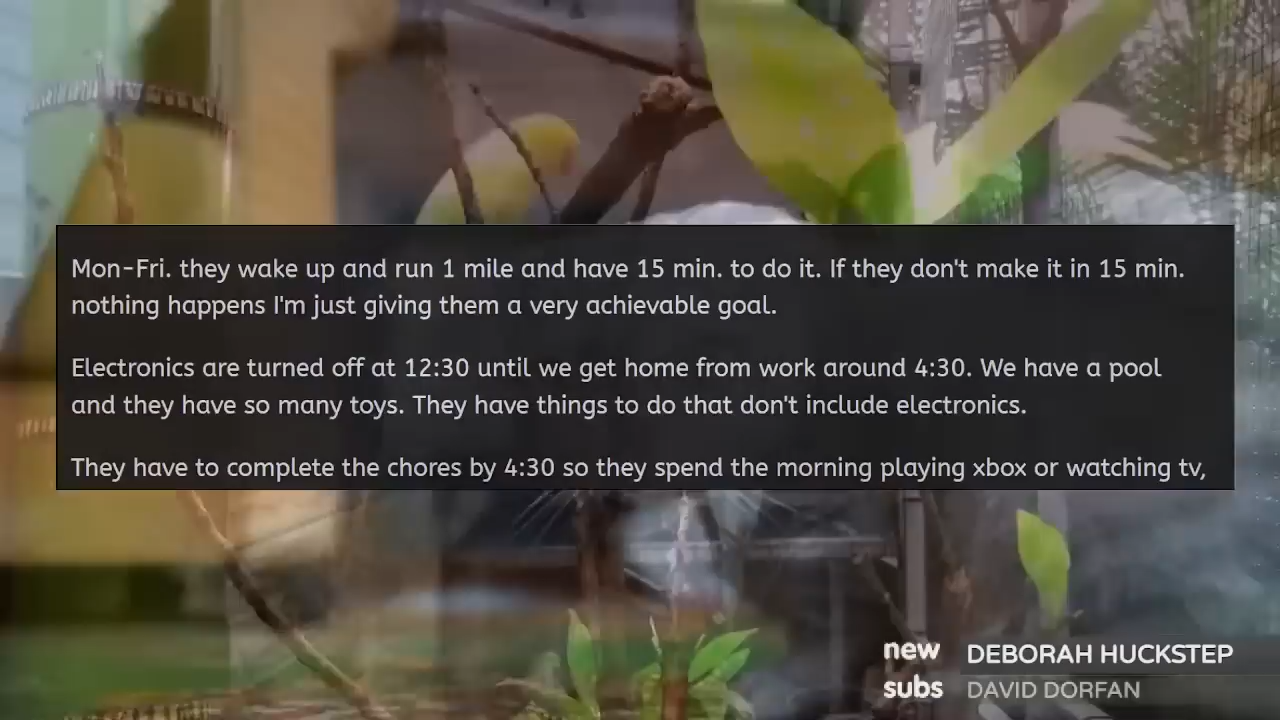 Mon-Fri. they wake up and run 1 mile and have 15 min. to do it. If they don't make it in 15 min.
nothing happens I'm just giving them a very achievable goal.
Electronics are turned off at 12:30 until we get home from work around 4:30. We have a pool
and they have so many toys. They have things to do that don't include electronics.
They have to complete the chores by 4:30 so they spend the morning playing xbox or watching tv,
new
subs
DEBORAH HUCKSTEP
DAVID DORFAN